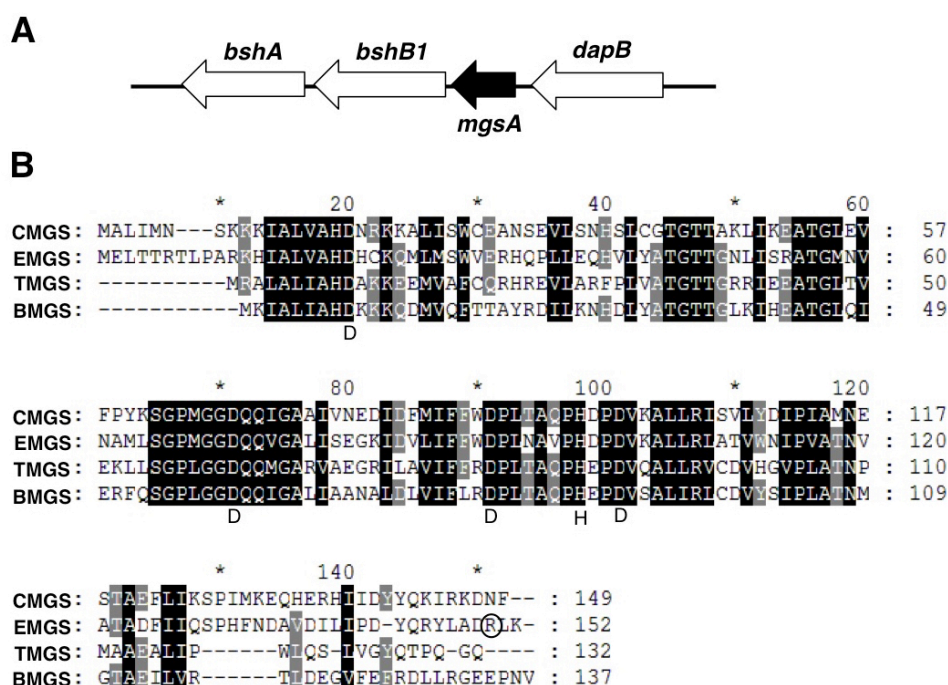 A
bshA bshB1 dapB
mgsA
B
* 20 * 40 * 60
CMGS: MALIMN---SKKKIALVAHDNRKKALISWCEANSEVLSNHSLCGTGTTAKLIKEATGLEV : 57
EMGS: MELTTRTLPARKHIALVAHDHCKQMLMSWVERHQPLLEQHVLYATGTTGNLISRATGMNV : 60
TMGS: ----------MRALALIAHDAKKEEMVAFCQRHREVLARFPLVATGTTGRRIEEATGLTV : 50
BMGS: -----------MKIALIAHDKKKQDMVQFTTAYRDILKNHDLYATGTTGLKIHEATGLQI : 49
D
* 80 * 100 * 120
CMGS: FPYKSGPMGGDQQIGAAIVNEDIDFMIFFWDPLTAQPHDPDVKALLRISVLYDIPIAMNE : 117
EMGS: NAMLSGPMGGDQQVGALISEGKIDVLIFFWDPLNAVPHDPDVKALLRLATVWNIPVATNV : 120
TMGS: EKLLSGPLGGDQQMGARVAEGRILAVIFFRDPLTAQPHEPDVQALLRVCDVHGVPLATNP : 110
BMGS: ERFQSGPLGGDQQIGALIAANALDLVIFLRDPLTAQPHEPDVSALIRLCDVYSIPLATNM : 109
D D H D
* 140 *
CMGS: STAEFLIKSPIMKEQHERHIIDYYQKIRKDNF-- : 149
EMGS: ATADFIIQSPHFNDAVDILIPD-YQRYLADRLK- : 152
TMGS: MAAEALIP------WLQS-IVGYQTPQ-GQ---- : 132
BMGS: GTAEILVR------TLDEGVFEFRDLLRGEEPNV : 137